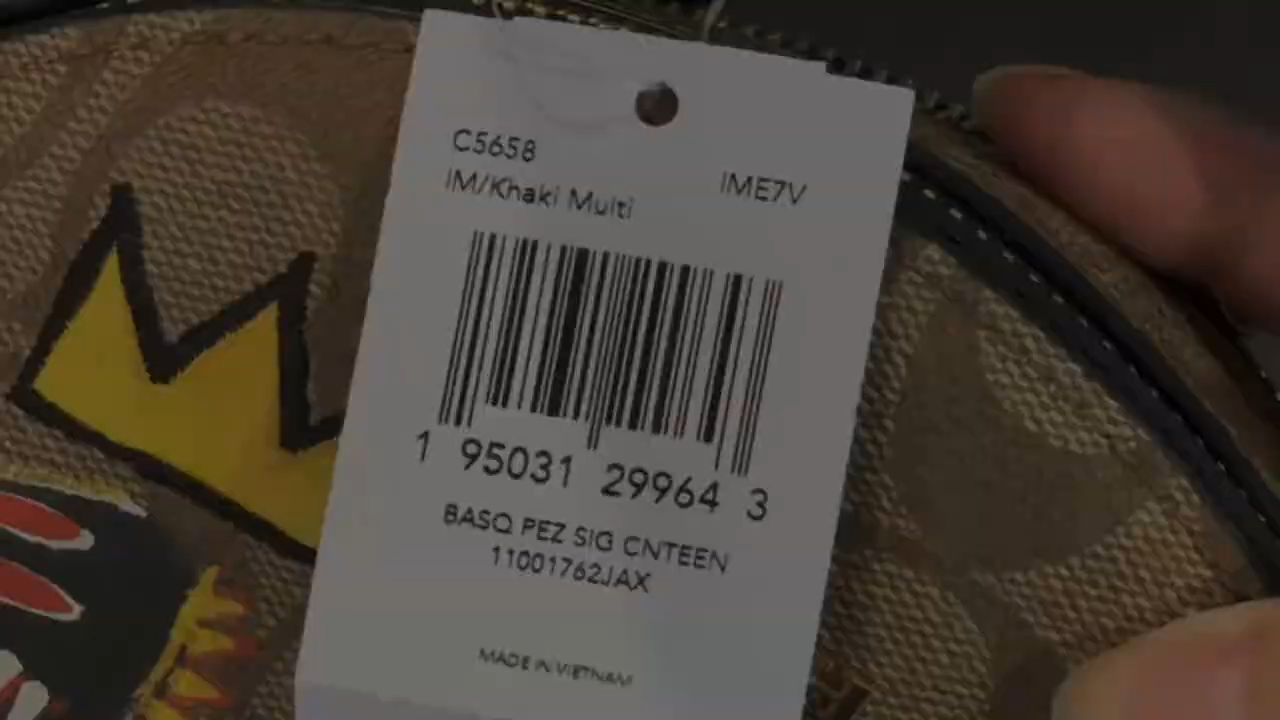 C5658
IM/Khaki Multi IME7V
1 95031 29964 3
BASQ PEZ SIG CNTEEN
11001762JAX
MADE IN VIETNAM